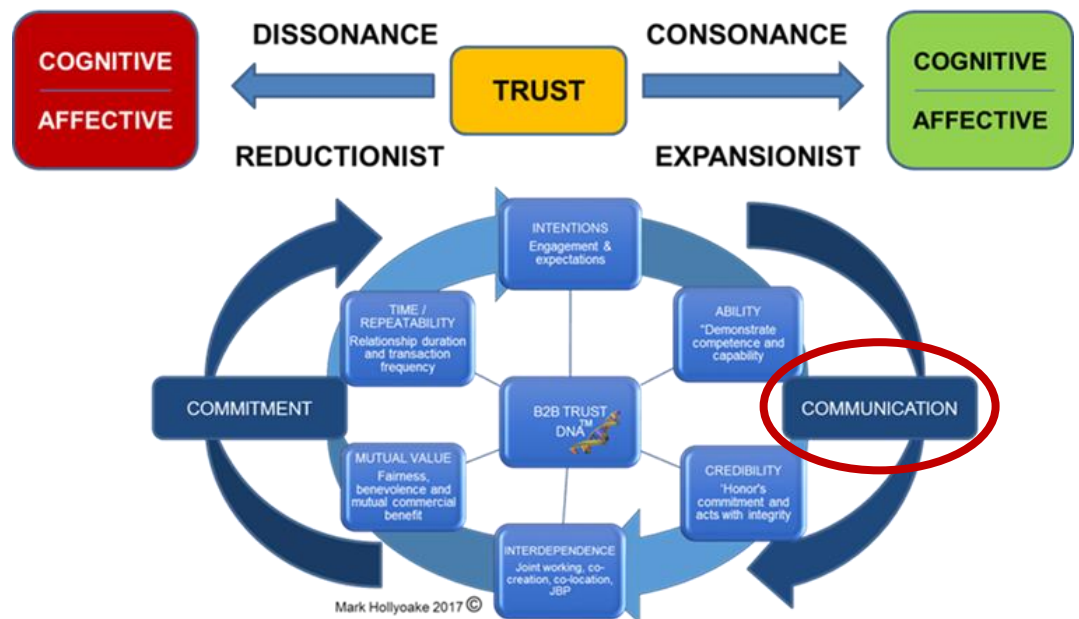 DISSONANCE
CONSONANCE
COGNITIVE
AFFECTIVE
TRUST
COGNITIVE
AFFECTIVE
REDUCTIONIST
EXPANSIONIST
INTENTIONS
Engagement &
expectations
TIME /
REPEATABILITY
Relationship duration
and transaction
frequency
ABILITY
"Demonstrate
competence and
capability
COMMITMENT
B2B TRUST
DNA™
COMMUNICATION
MUTUAL VALUE
Fairness,
benevolence and
mutual commercial
benefit
CREDIBILITY
'Honor's
commitment and
acts with integrity
INTERDEPENDENCE
Joint working, co-
creation, co-location,
JBP
Mark Hollyoake 2017 ©